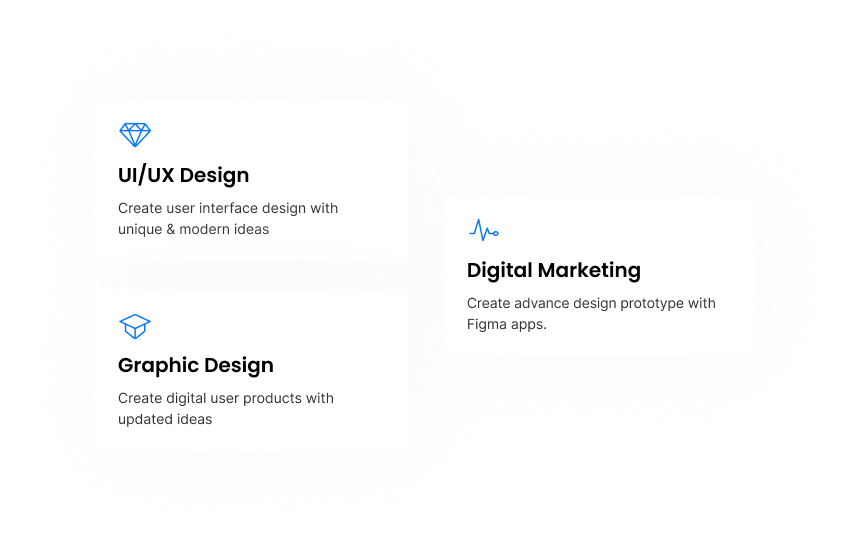 UI/UX Design
Create user interface design with
unique & modern ideas
Graphic Design
Create digital user products with
updated ideas
Digital Marketing
Create advance design prototype with
Figma apps.